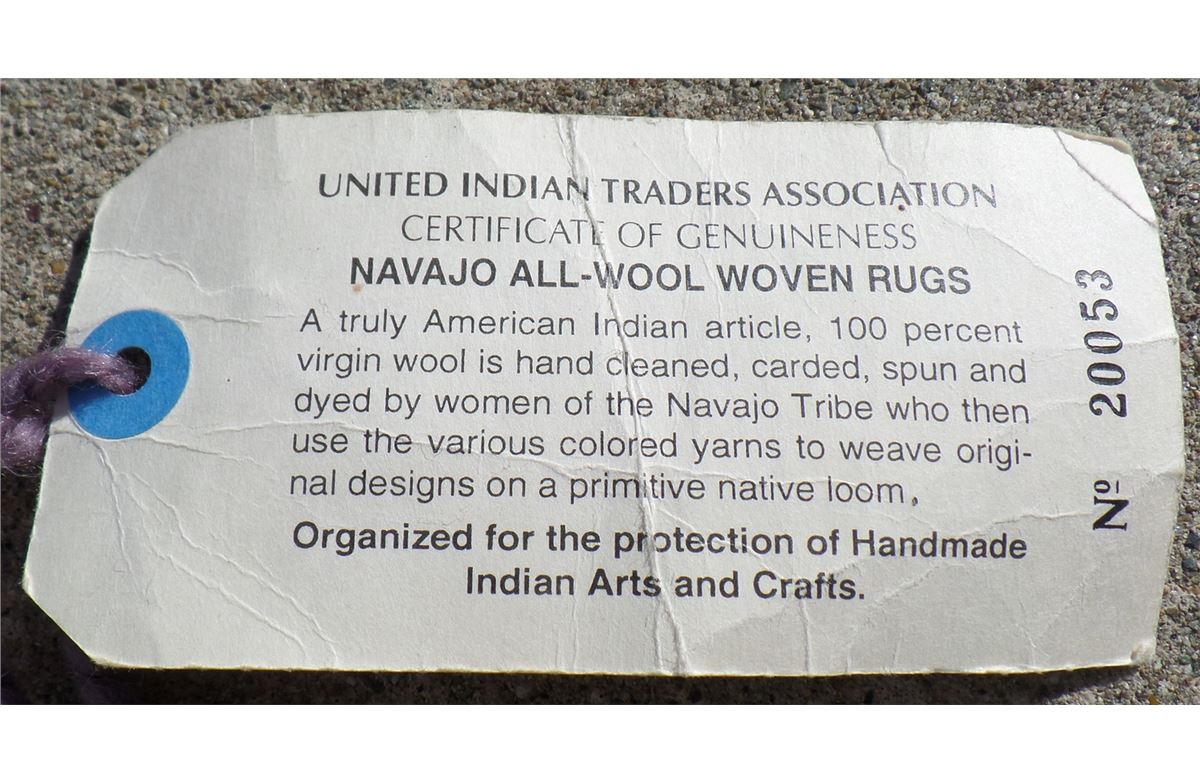 UNITED INDIAN TRADERS ASSOCIATION
CERTIFICATE OF GENUINENESS
NAVAJO ALL-WOOL WOVEN RUGS
A truly American Indian article, 100 percent
virgin wool is hand cleaned, carded, spun and
dyed by women of the Navajo Tribe who then
use the various colored yarns to weave origi-
nal designs on a primitive native loom.
Organized for the protection of Handmade
Indian Arts and Crafts.
Nº 20053